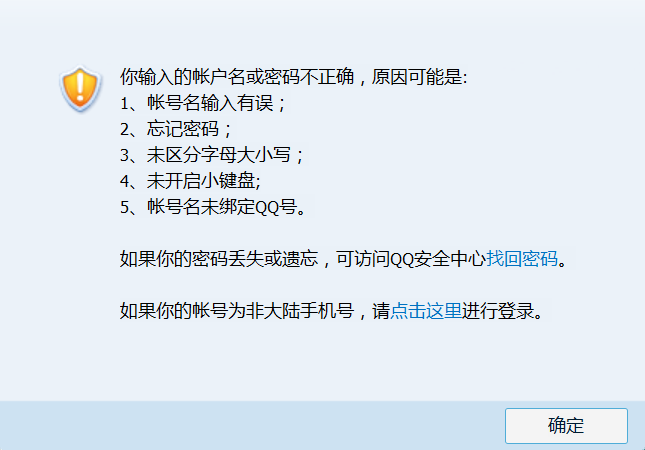 你输入的帐户名或密码不正确，原因可能是:
1、帐号名输入有误；
2、忘记密码；
3、未区分字母大小写；
4、未开启小键盘;
5、帐号名未绑定QQ号。
如果你的密码丢失或遗忘，可访问QQ安全中心找回密码。
如果你的帐号为非大陆手机号，请点击这里进行登录。
确定